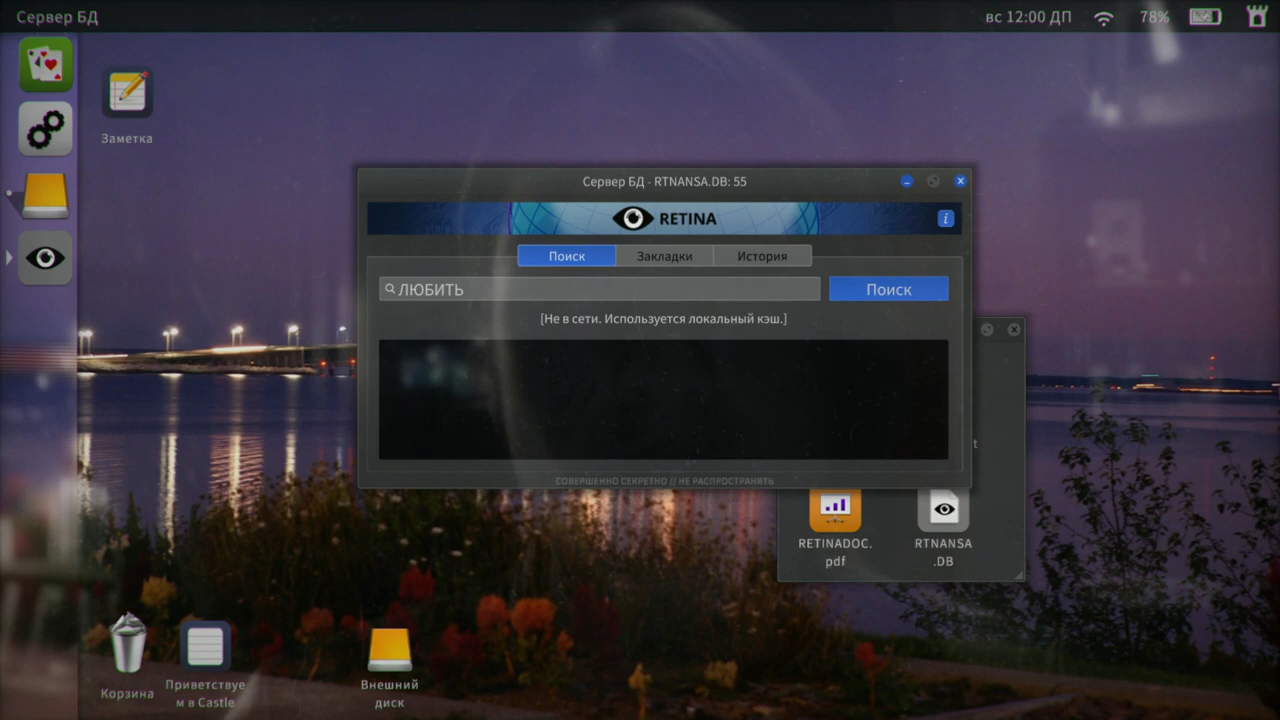 Сервер БД
вс 12:00 ДП
78%
Заметка
Сервер БД - RTNANSA.DB: 55
RETINA
i
Поиск
Закладки
История
ЛЮБИТЬ
Поиск
[Не в сети. Используется локальный кэш.]
СОВЕРШЕННО СЕКРЕТНО // НЕ РАСПРОСТРАНЯТЬ
t
RETINADOC.
pdf
RTNANSA
.DB
Корзина
Приветствуе
м в Castle
Внешний
диск